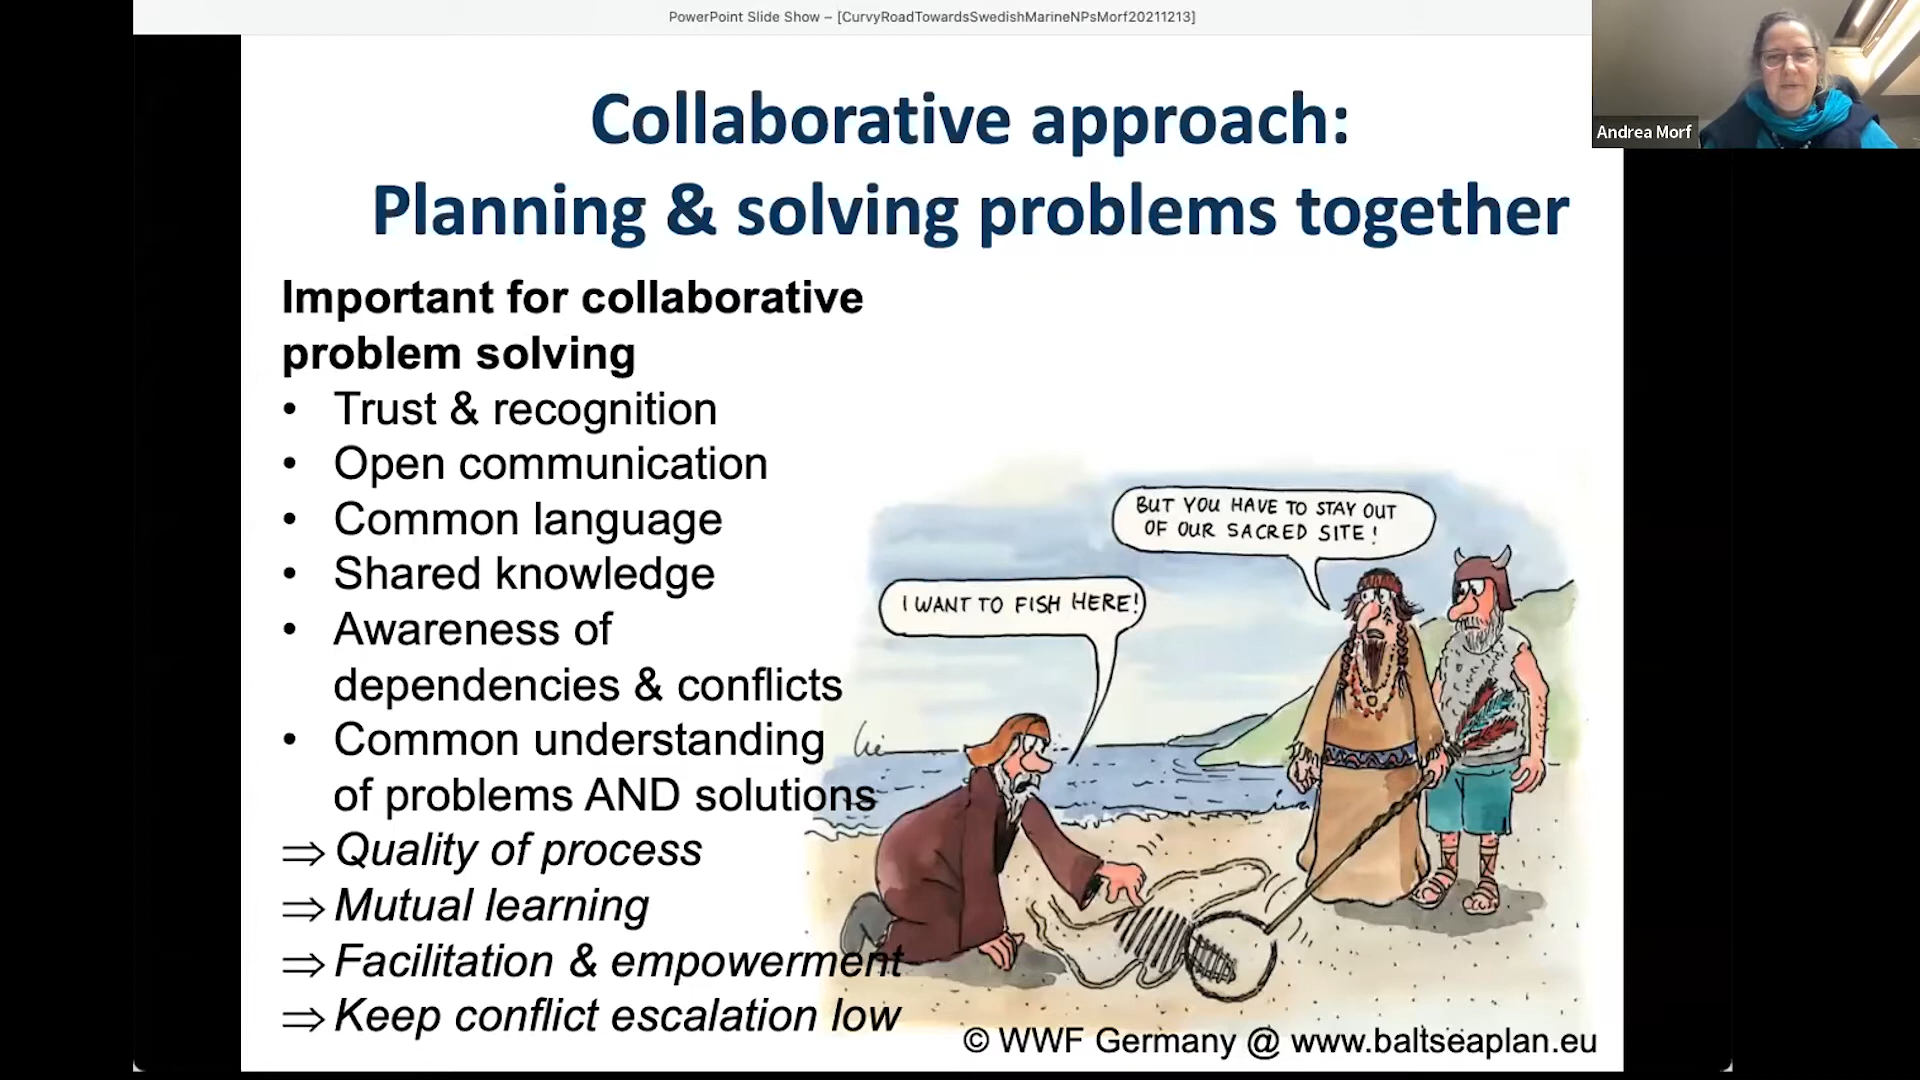 PowerPoint Slide Show – [CurvyRoadTowardsSwedishMarineNPsMorf20211213]
Andrea Morf
Collaborative approach:
Planning & solving problems together
Important for collaborative
problem solving
• Trust & recognition
• Open communication
• Common language
• Shared knowledge
• Awareness of
dependencies & conflicts
• Common understanding
of problems AND solutions
⇒ Quality of process
⇒ Mutual learning
⇒ Facilitation & empowerment
⇒ Keep conflict escalation low
BUT YOU HAVE TO STAY OUT
OF OUR SACRED SITE!
I WANT TO FISH HERE!
© WWF Germany @ www.baltseaplan.eu